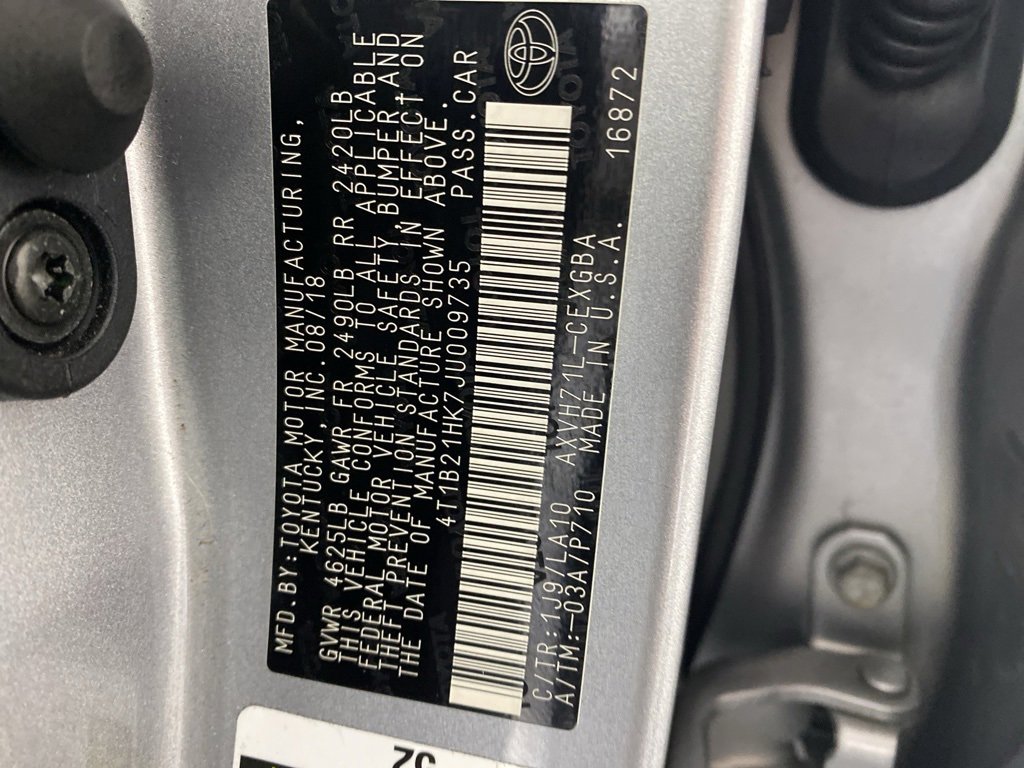 MFD.BY:TOYOTA MOTOR MANUFACTURING,
KENTUCKY, INC. 08/18
GVWR 4625LB GAWR FR 2490LB RR 2420LB
THIS VEHICLE CONFORMS TO ALL APPLICABLE
FEDERAL MOTOR VEHICLE SAFETY, BUMPER AND
THEFT PREVENTION STANDARDS IN EFFECT ON
THE DATE OF MANUFACTURE SHOWN ABOVE.
4T1B21HK7JU009735 PASS.CAR
C/TR:1J9/LA10 AXVH71L-CEXGBA
A/TM:-03A/P710 MADE IN U.S.A. 16872